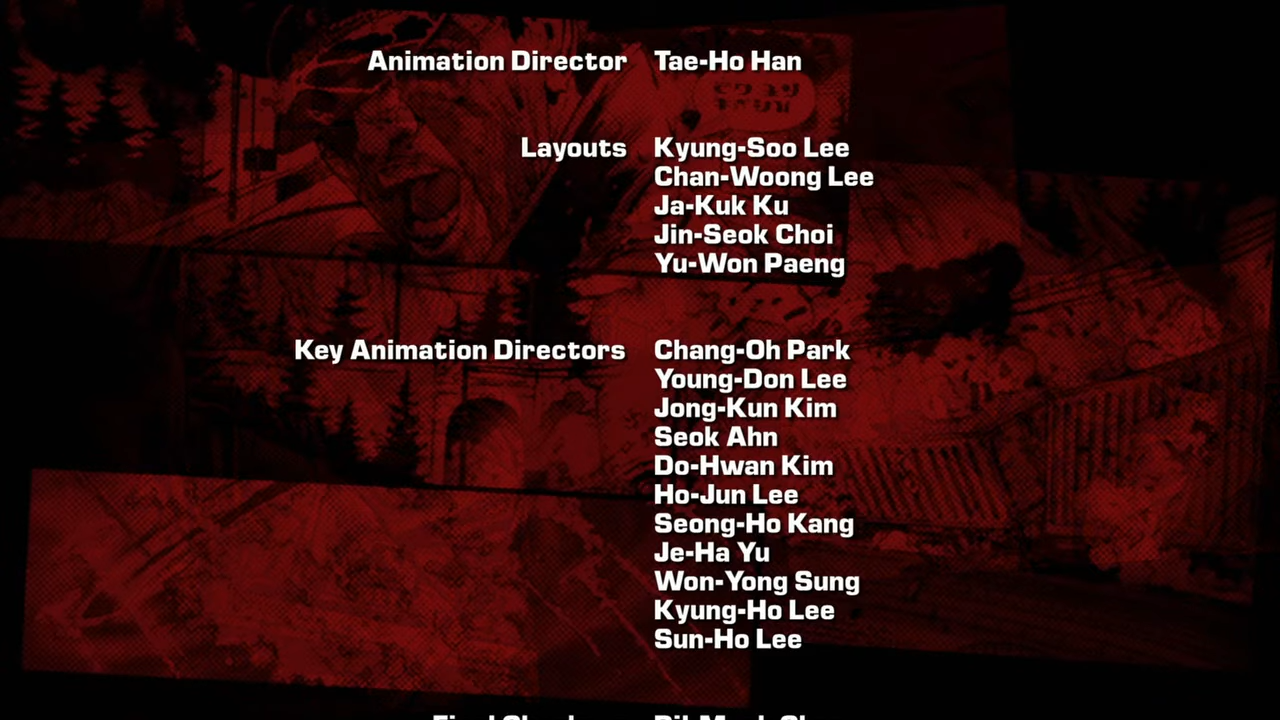 Animation Director Tae-Ho Han
Layouts Kyung-Soo Lee
Chan-Woong Lee
Ja-Kuk Ku
Jin-Seok Choi
Yu-Won Paeng
Key Animation Directors Chang-Oh Park
Young-Don Lee
Jong-Kun Kim
Seok Ahn
Do-Hwan Kim
Ho-Jun Lee
Seong-Ho Kang
Je-Ha Yu
Won-Yong Sung
Kyung-Ho Lee
Sun-Ho Lee